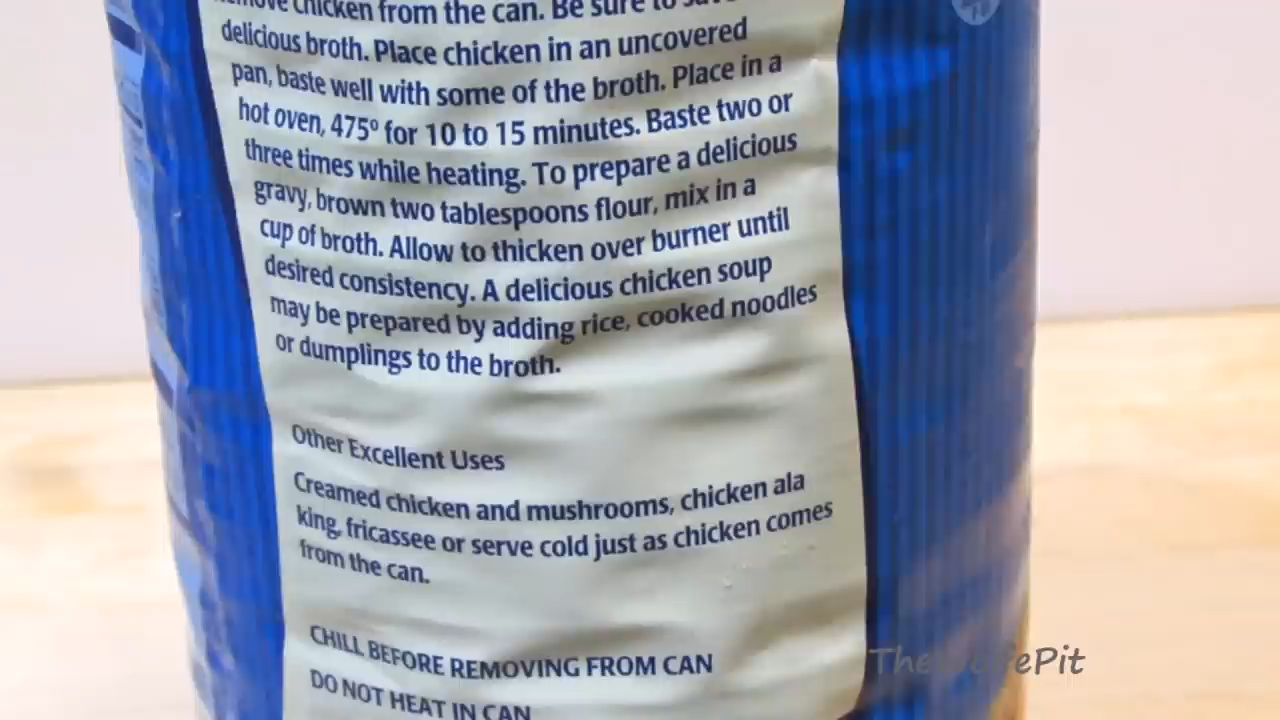 chicken from the can. Be sure to
delicious broth. Place chicken in an uncovered
pan, baste well with some of the broth. Place in a
hot oven, 475º for 10 to 15 minutes. Baste two or
three times while heating. To prepare a delicious
gravy, brown two tablespoons flour, mix in a
cup of broth. Allow to thicken over burner until
desired consistency. A delicious chicken soup
may be prepared by adding rice, cooked noodles
or dumplings to the broth.
Other Excellent Uses
Creamed chicken and mushrooms, chicken ala
king, fricassee or serve cold just as chicken comes
from the can.
CHILL BEFORE REMOVING FROM CAN
DO NOT HEAT IN CAN